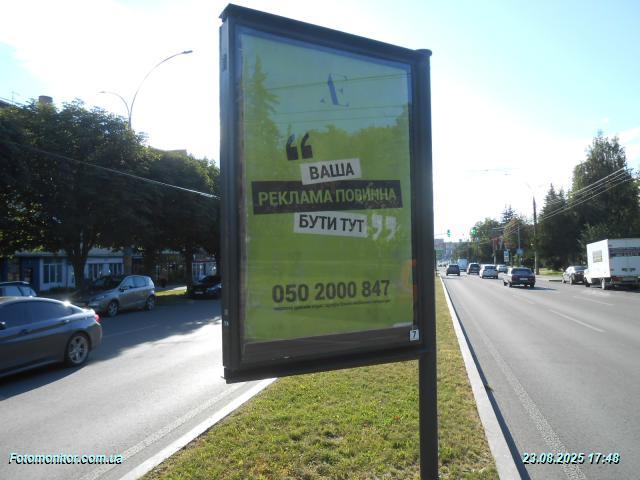 “
ВАША
РЕКЛАМА ПОВИННА
БУТИ ТУТ ”
050 2000 847
7
Fotomonitor.com.ua
23.08.2025 17:48